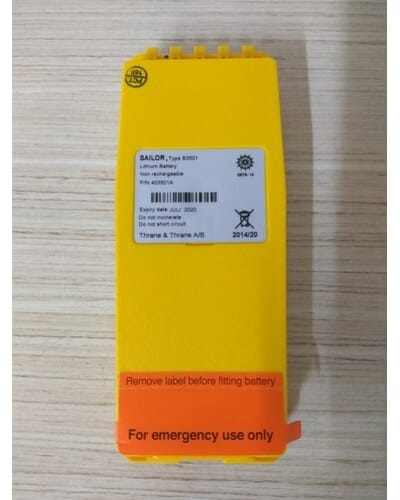 SAILOR, Type B3501
Lithium Battery
Non rechargeable
P/N 403501A
Expiry date JULI 2020
Do not incinerate
Do not short circuit
Thrane & Thrane A/S
2014/20
Remove label before fitting battery
For emergency use only